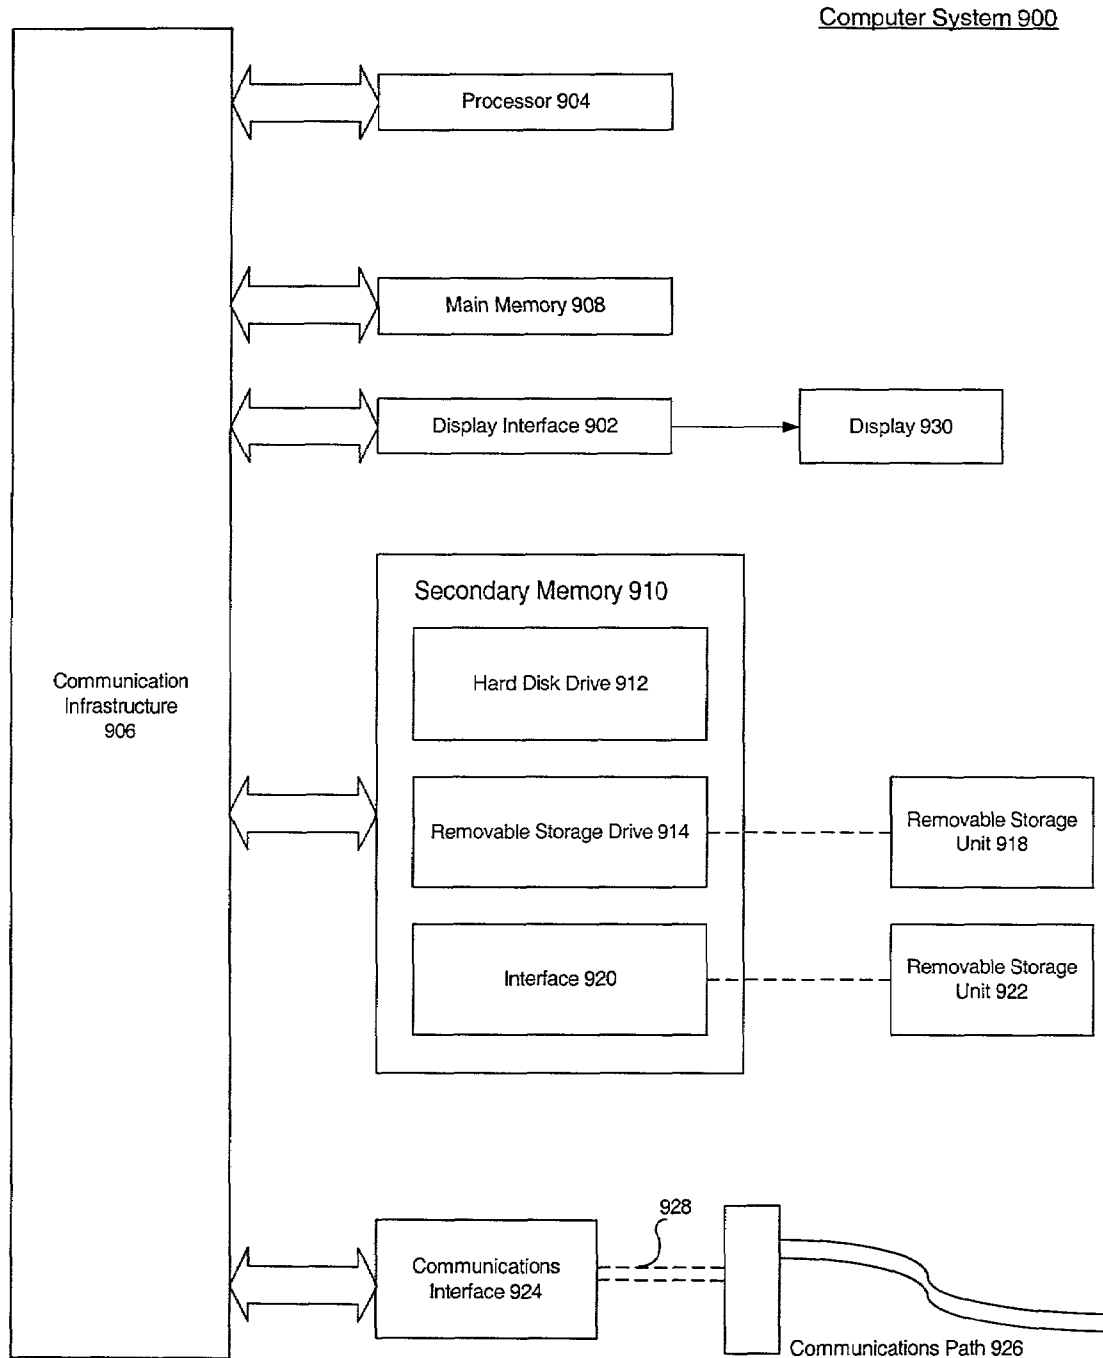 Computer System 900
Processor 904
Main Memory 908
Display Interface 902
Display 930
Secondary Memory 910
Hard Disk Drive 912
Communication
Infrastructure
906
Removable Storage Drive 914
Removable Storage
Unit 918
Interface 920
Removable Storage
Unit 922
928
Communications
Interface 924
Communications Path 926